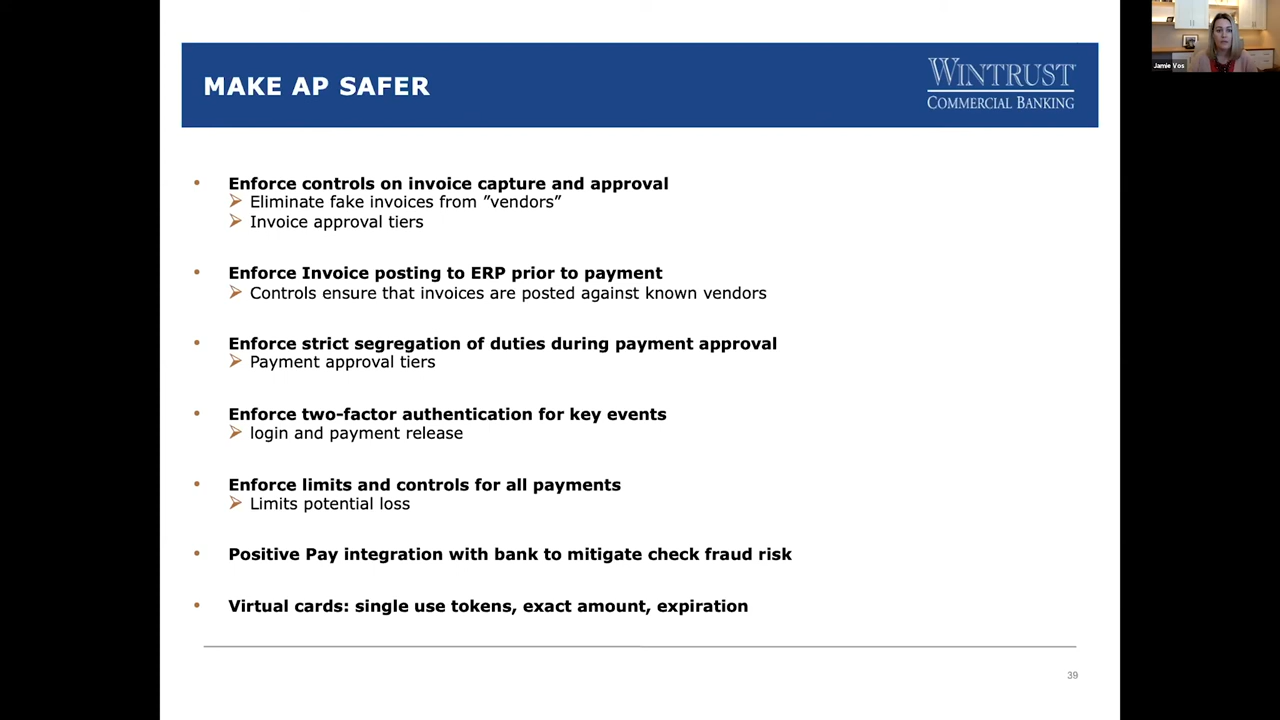 MAKE AP SAFER
WINTRUST
COMMERCIAL BANKING
Jamie Vos
• Enforce controls on invoice capture and approval
➢ Eliminate fake invoices from ”vendors”
➢ Invoice approval tiers
• Enforce Invoice posting to ERP prior to payment
➢ Controls ensure that invoices are posted against known vendors
• Enforce strict segregation of duties during payment approval
➢ Payment approval tiers
• Enforce two-factor authentication for key events
➢ login and payment release
• Enforce limits and controls for all payments
➢ Limits potential loss
• Positive Pay integration with bank to mitigate check fraud risk
• Virtual cards: single use tokens, exact amount, expiration
39